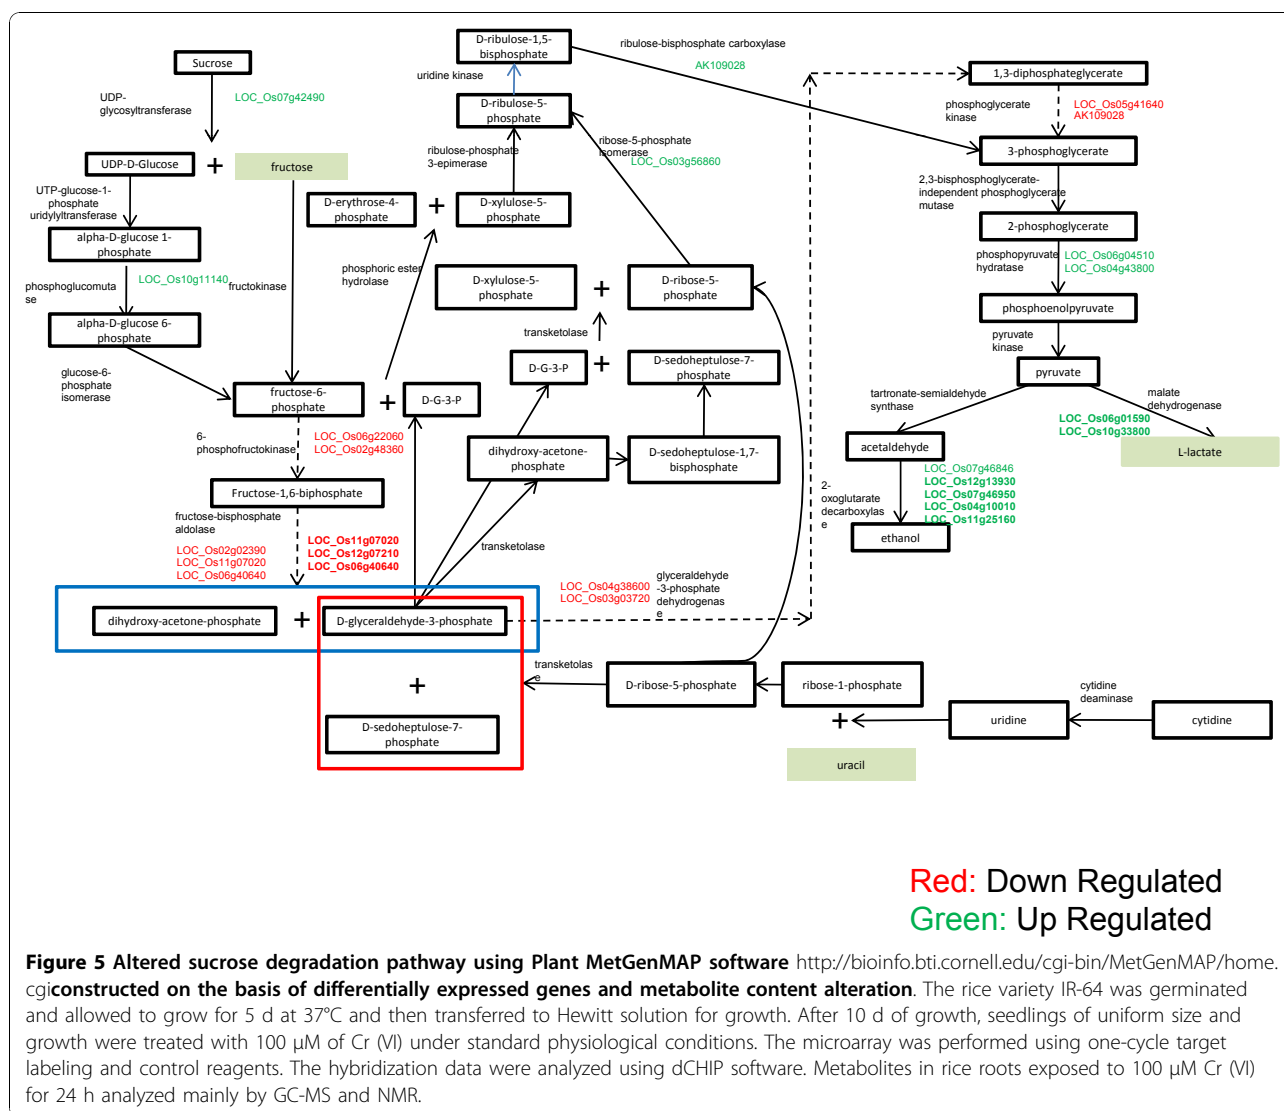 D-ribulose-1,5-
bisphosphate
ribulose-bisphosphate carboxylase
AK109028
Sucrose
1,3-diphosphateglycerate
uridine kinase
UDP-
glycosyltransferase
LOC_Os07g42490
D-ribulose-5-
phosphate
phosphoglycerate
kinase
LOC_Os05g41640
AK109028
ribulose-phosphate
3-epimerase
ribose-5-phosphate
isomerase
LOC_Os03g56860
UDP-D-Glucose
+
fructose
3-phosphoglycerate
UTP-glucose-1-
phosphate
uridylyltransferase
D-erythrose-4-
phosphate
+
D-xylulose-5-
phosphate
2,3-bisphosphoglycerate-
independent phosphoglycerate
mutase
2-phosphoglycerate
alpha-D-glucose 1-
phosphate
phosphopyruvate
hydratase
LOC_Os06g04510
LOC_Os04g43800
phosphoglucomuta
se
LOC_Os10g11140
fructokinase
phosphoric ester
hydrolase
D-xylulose-5-
phosphate
+
D-ribose-5-
phosphate
phosphoenolpyruvate
alpha-D-glucose 6-
phosphate
transketolase
pyruvate
kinase
glucose-6-
phosphate
isomerase
D-G-3-P
+
D-sedoheptulose-7-
phosphate
pyruvate
fructose-6-
phosphate
+
D-G-3-P
tartronate-semialdehyde
synthase
malate
dehydrogenase
LOC_Os06g01590
LOC_Os10g33800
6-
phosphofructokinase
LOC_Os06g22060
LOC_Os02g48360
dihydroxy-acetone-
phosphate
D-sedoheptulose-1,7-
bisphosphate
acetaldehyde
L-lactate
Fructose-1,6-biphosphate
2-
oxoglutarate
decarboxylas
e
LOC_Os07g46846
LOC_Os12g13930
LOC_Os07g46950
LOC_Os04g10010
LOC_Os11g25160
fructose-bisphosphate
aldolase
LOC_Os02g02390
LOC_Os11g07020
LOC_Os06g40640
LOC_Os11g07020
LOC_Os12g07210
LOC_Os06g40640
transketolase
ethanol
LOC_Os04g38600
LOC_Os03g03720
glyceraldehyde
-3-phosphate
dehydrogenas
e
dihydroxy-acetone-phosphate
+
D-glyceraldehyde-3-phosphate
+
transketolas
e
D-ribose-5-phosphate
ribose-1-phosphate
cytidine
deaminase
D-sedoheptulose-7-
phosphate
+
uridine
cytidine
uracil
Red: Down Regulated
Green: Up Regulated
Figure 5 Altered sucrose degradation pathway using Plant MetGenMAP software http://bioinfo.bti.cornell.edu/cgi-bin/MetGenMAP/home.
cgiconstructed on the basis of differentially expressed genes and metabolite content alteration. The rice variety IR-64 was germinated
and allowed to grow for 5 d at 37°C and then transferred to Hewitt solution for growth. After 10 d of growth, seedlings of uniform size and
growth were treated with 100 μM of Cr (VI) under standard physiological conditions. The microarray was performed using one-cycle target
labeling and control reagents. The hybridization data were analyzed using dCHIP software. Metabolites in rice roots exposed to 100 μM Cr (VI)
for 24 h analyzed mainly by GC-MS and NMR.